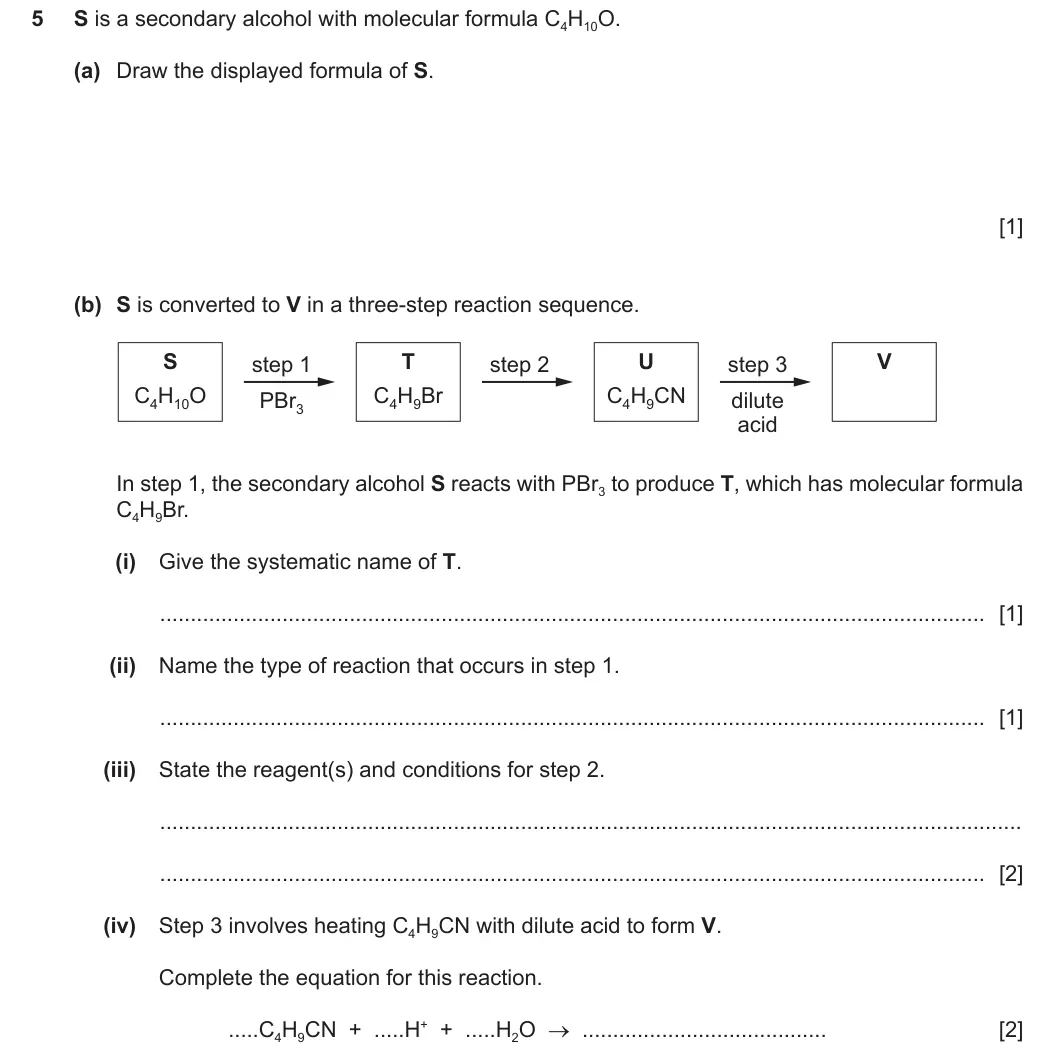 5 S is a secondary alcohol with molecular formula C₄H₁₀O.
(a) Draw the displayed formula of S.
[1]
(b) S is converted to V in a three-step reaction sequence.
S step 1 T step 2 U step 3 V
C₄H₁₀O PBr₃ C₄H₉Br C₄H₉CN dilute
acid
In step 1, the secondary alcohol S reacts with PBr₃ to produce T, which has molecular formula
C₄H₉Br.
(i) Give the systematic name of T.
.......................................................................................................................................... [1]
(ii) Name the type of reaction that occurs in step 1.
.......................................................................................................................................... [1]
(iii) State the reagent(s) and conditions for step 2.
................................................................................................................................................
.......................................................................................................................................... [2]
(iv) Step 3 involves heating C₄H₉CN with dilute acid to form V.
Complete the equation for this reaction.
.....C₄H₉CN + .....H⁺ + .....H₂O → ........................................ [2]